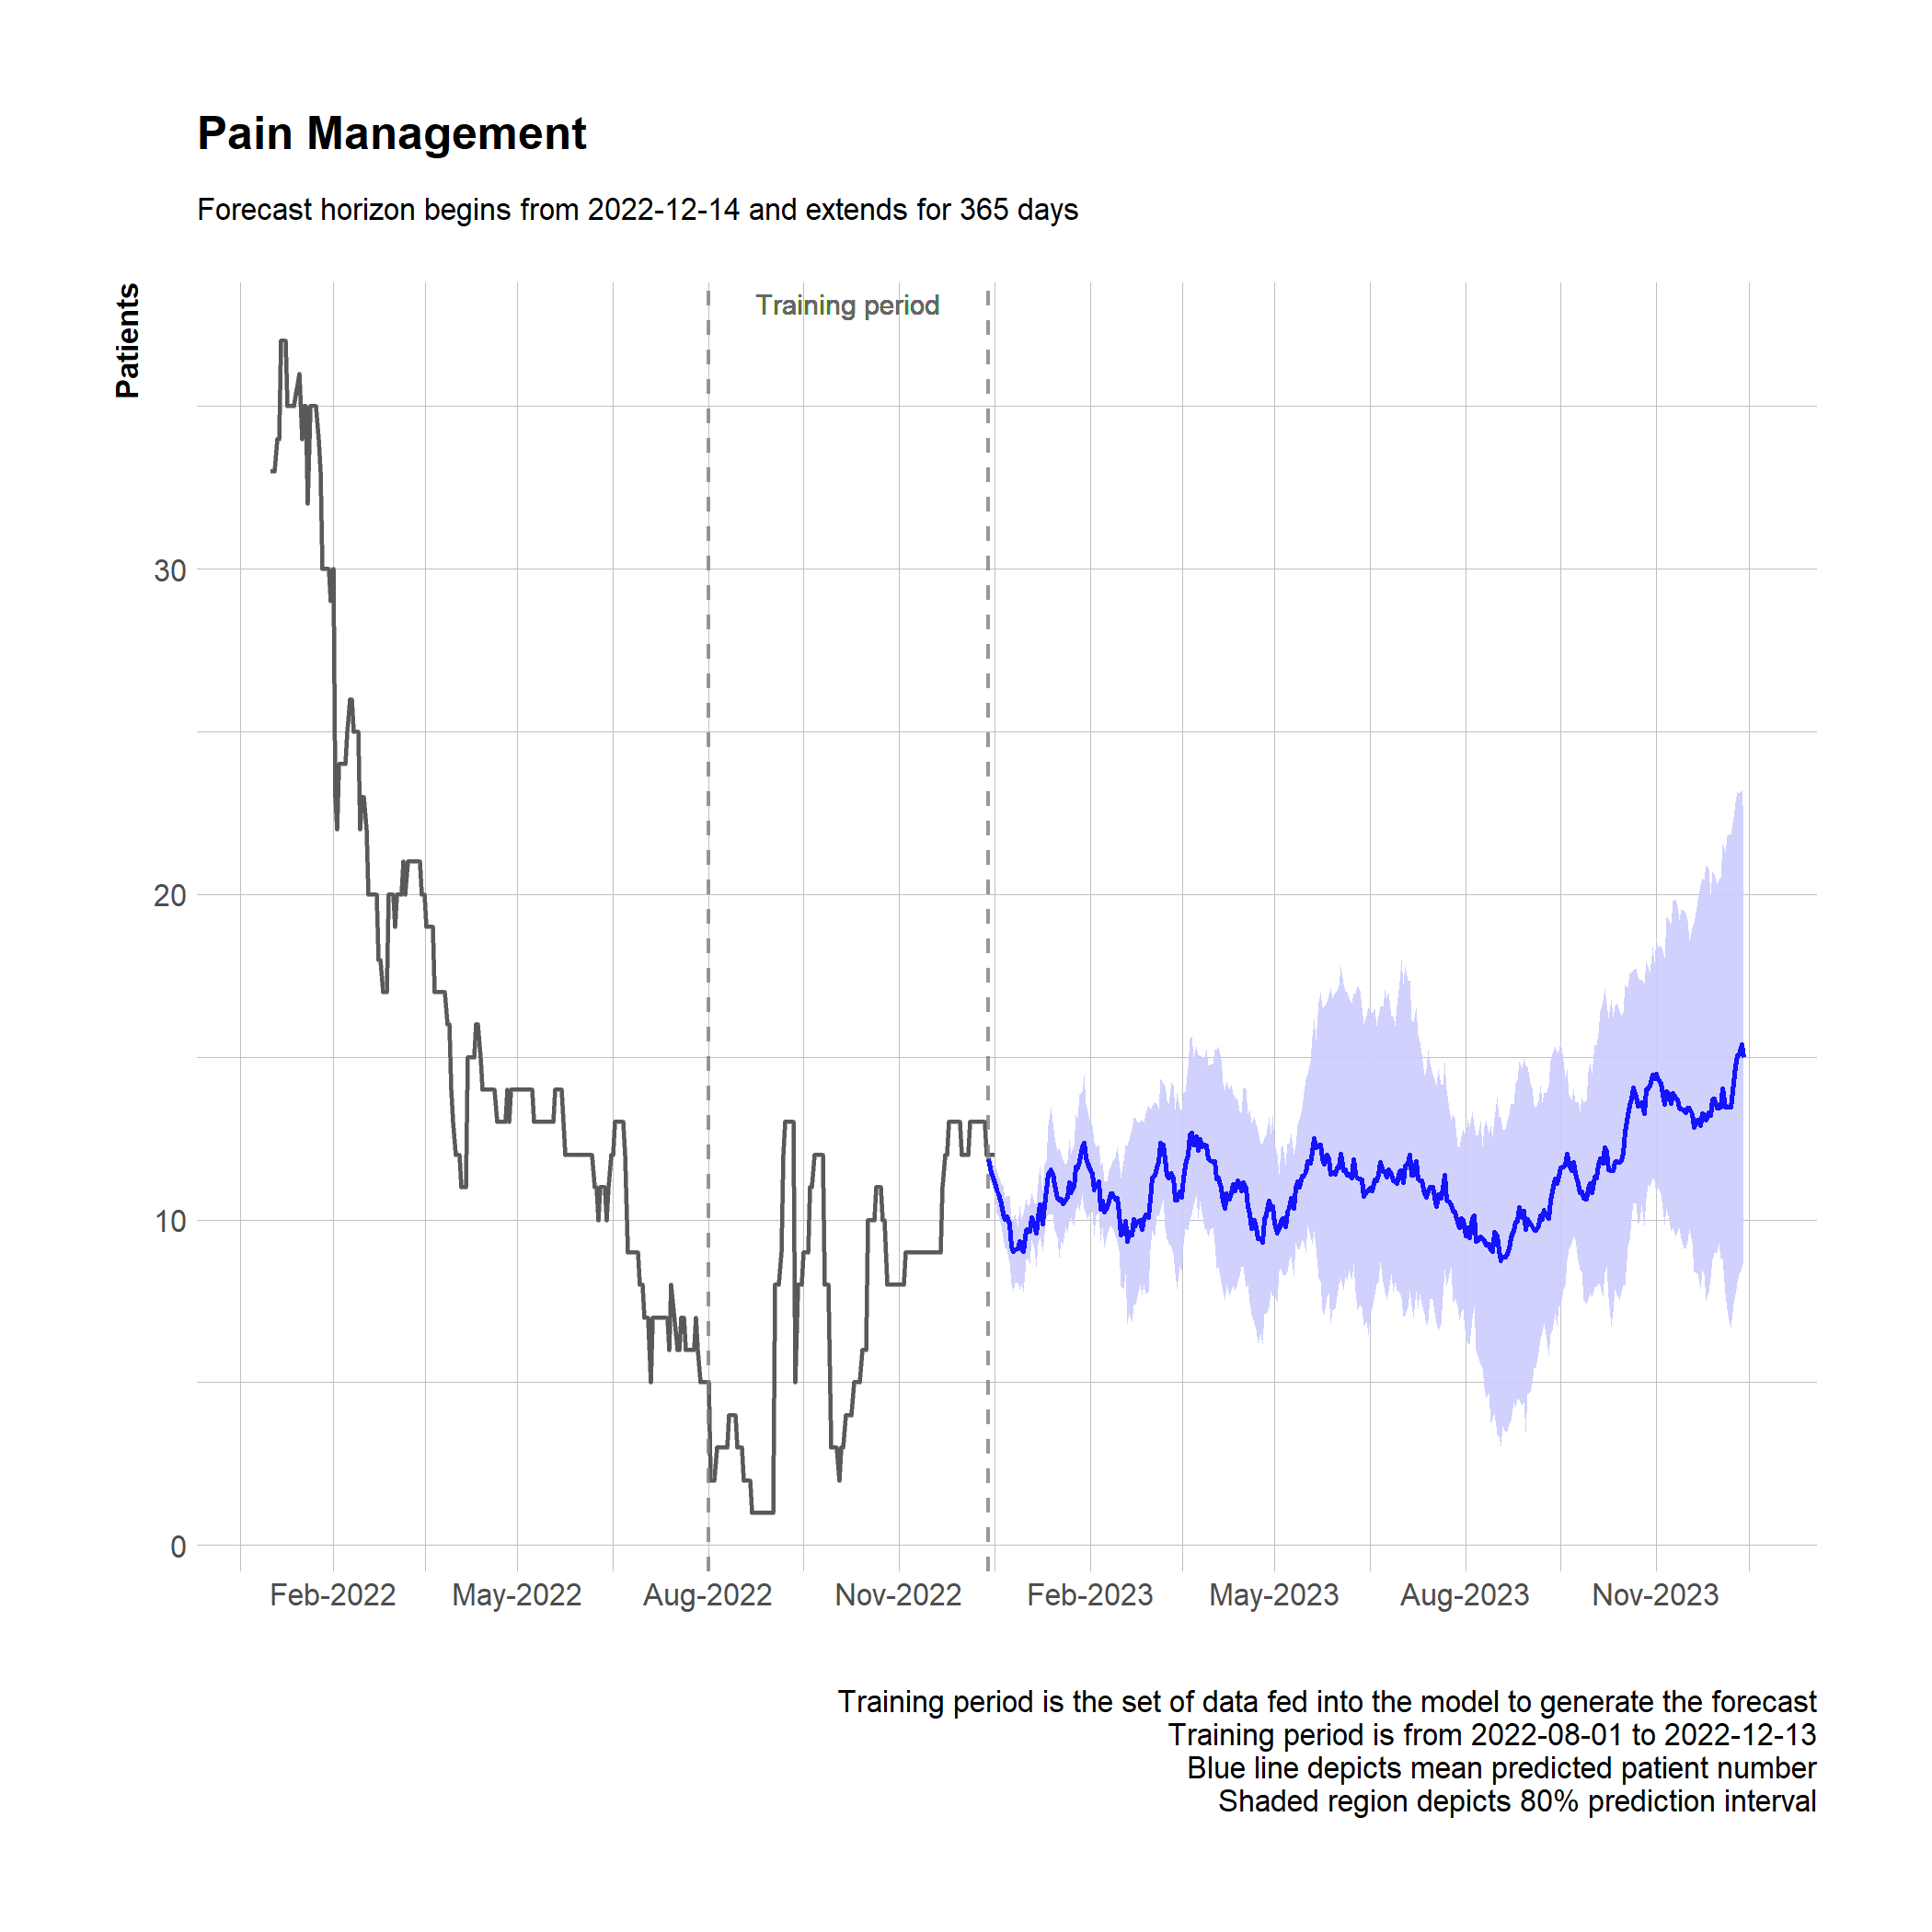 Pain Management
Forecast horizon begins from 2022-12-14 and extends for 365 days
Patients
Training period
30
20
10
0
Feb-2022 May-2022 Aug-2022 Nov-2022 Feb-2023 May-2023 Aug-2023 Nov-2023
Training period is the set of data fed into the model to generate the forecast
Training period is from 2022-08-01 to 2022-12-13
Blue line depicts mean predicted patient number
Shaded region depicts 80% prediction interval